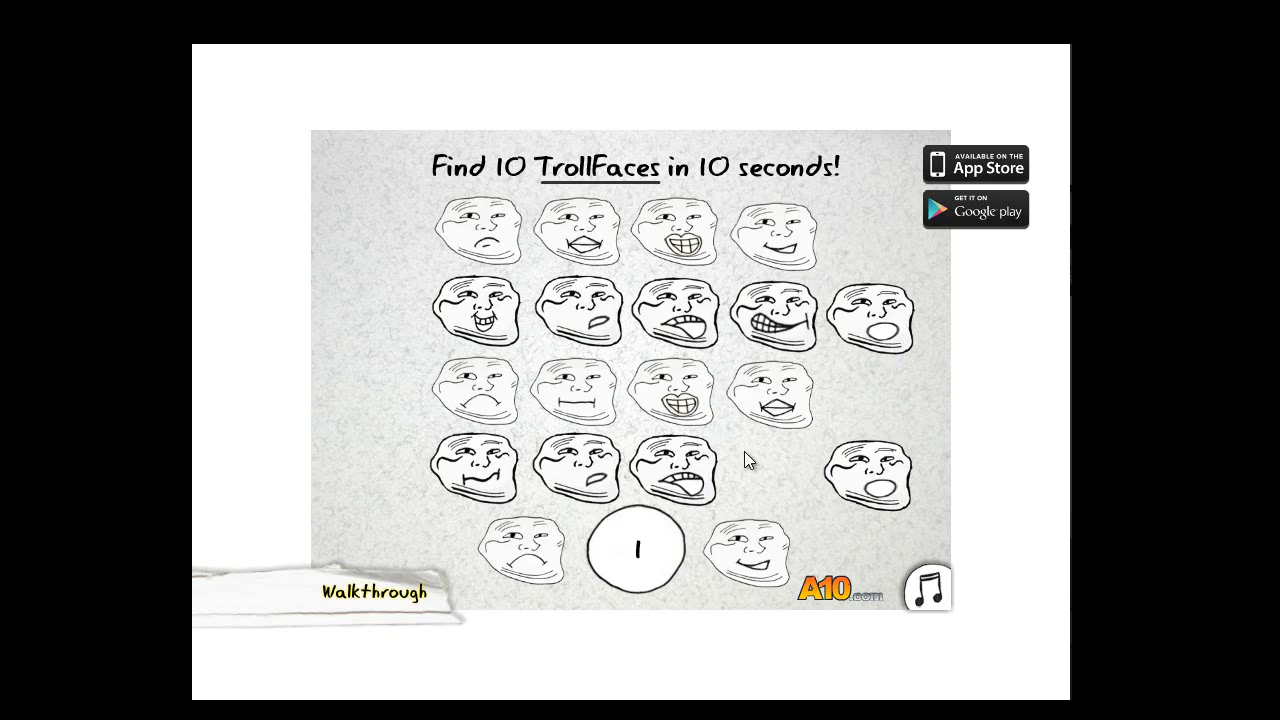 Find 10 TrollFaces in 10 seconds!
AVAILABLE ON THE
App Store
GET IT ON
Google play
1
Walkthrough
A10.com